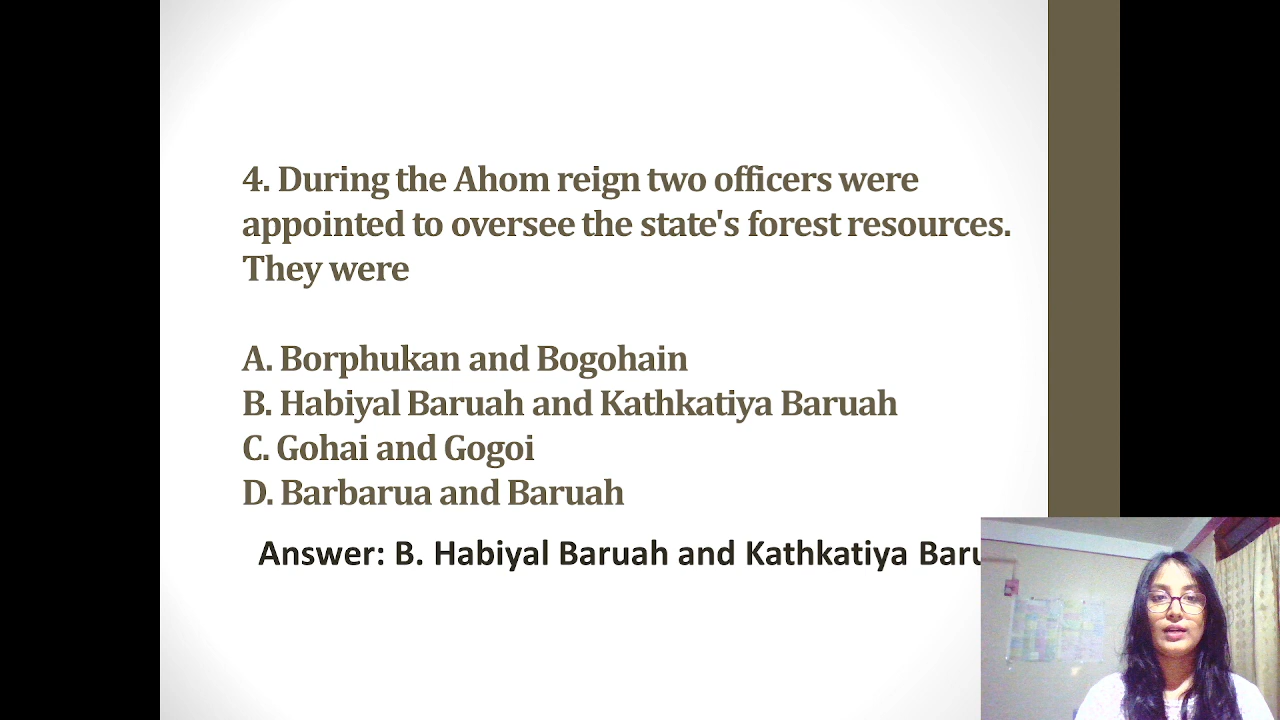 4. During the Ahom reign two officers were
appointed to oversee the state's forest resources.
They were
A. Borphukan and Bogohain
B. Habiyal Baruah and Kathkatiya Baruah
C. Gohai and Gogoi
D. Barbarua and Baruah
Answer: B. Habiyal Baruah and Kathkatiya Baru